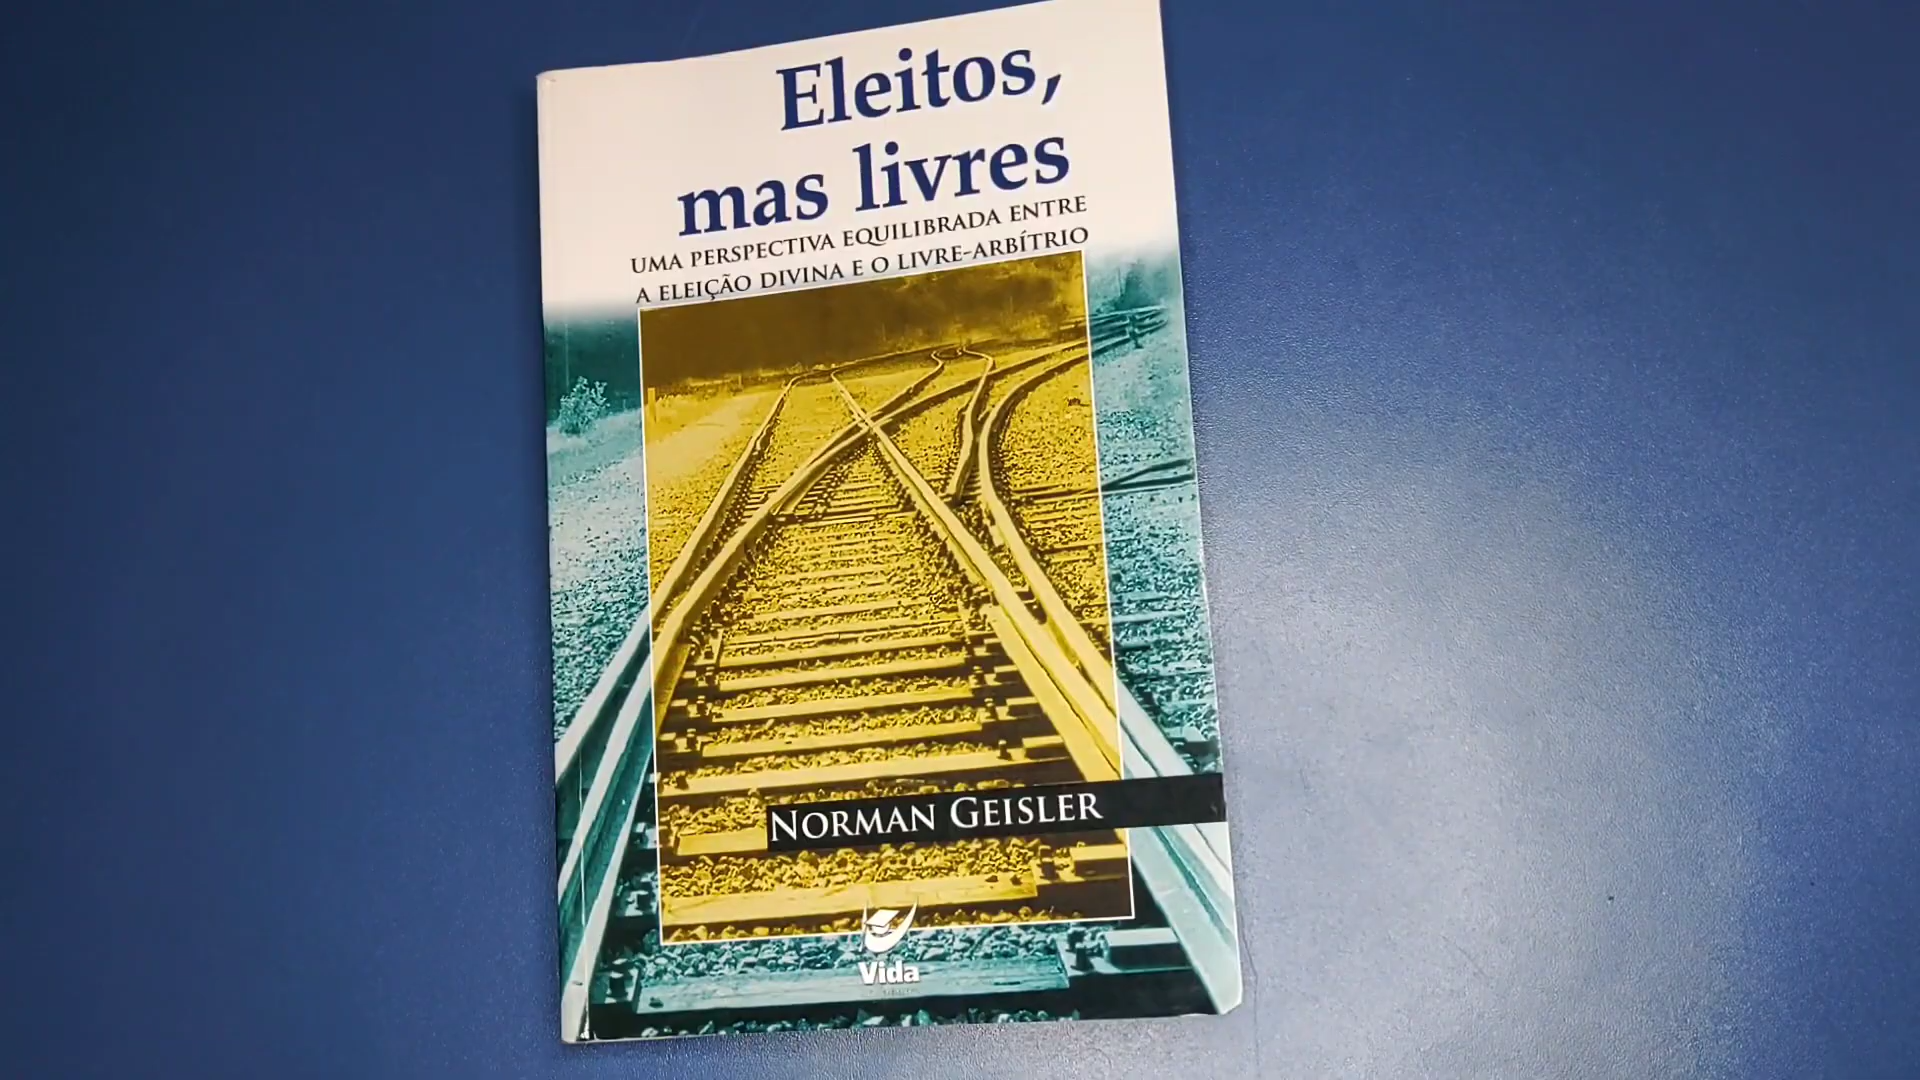 Eleitos,
mas livres
UMA PERSPECTIVA EQUILIBRADA ENTRE
A ELEIÇÃO DIVINA E O LIVRE-ARBÍTRIO
NORMAN GEISLER
Vida